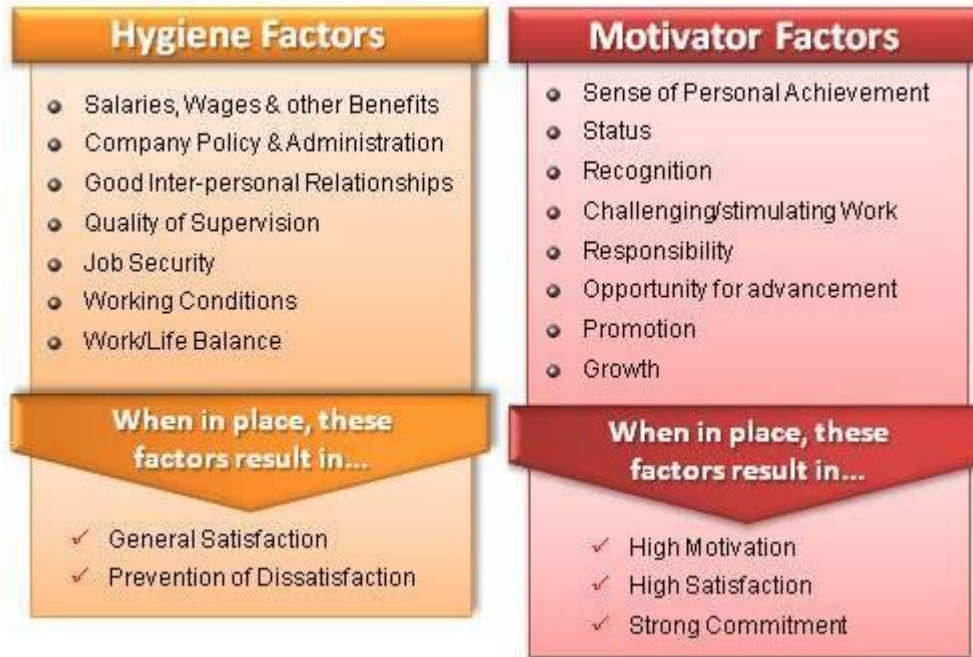 Hygiene Factors
Salaries, Wages & other Benefits
Company Policy & Administration
Good Inter-personal Relationships
Quality of Supervision
Job Security
Working Conditions
Work/Life Balance
When in place, these
factors result in...
General Satisfaction
Prevention of Dissatisfaction
Motivator Factors
Sense of Personal Achievement
Status
Recognition
Challenging/stimulating Work
Responsibility
Opportunity for advancement
Promotion
Growth
When in place, these
factors result in...
High Motivation
High Satisfaction
Strong Commitment